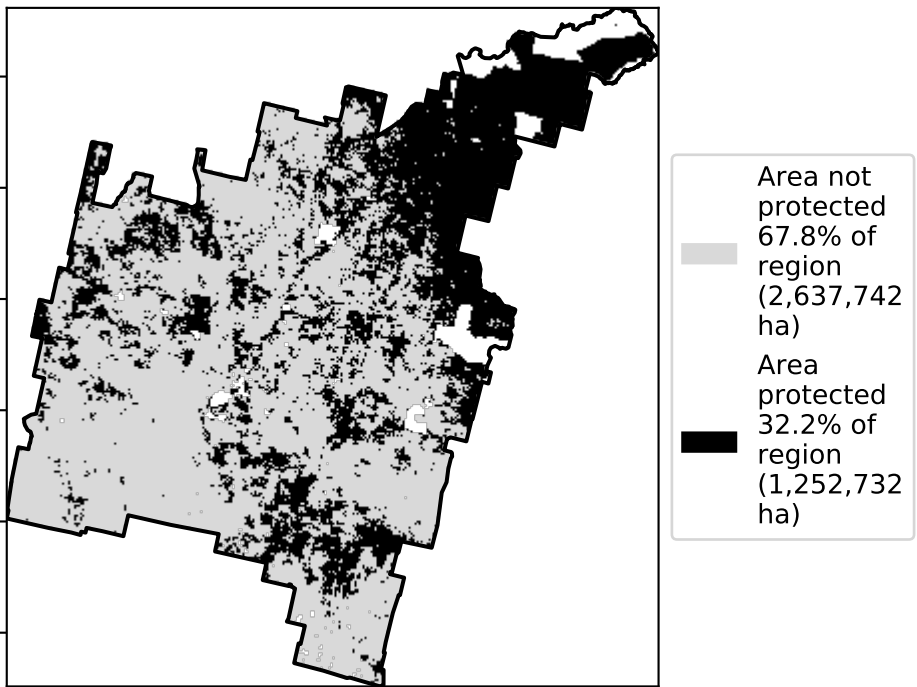 Area not
protected
67.8% of
region
(2,637,742
ha)
Area
protected
32.2% of
region
(1,252,732
ha)